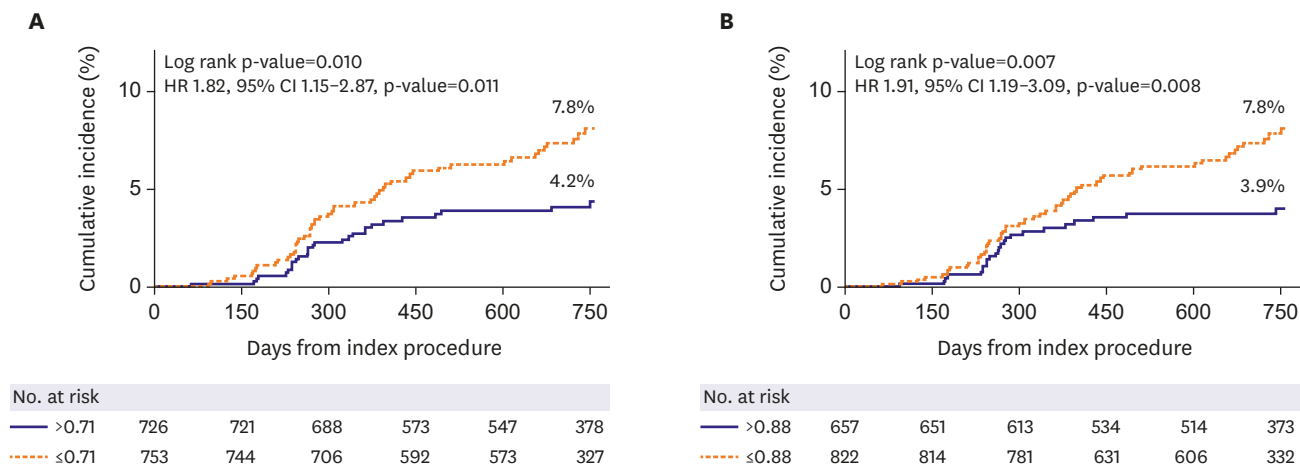 A
Log rank p-value=0.010
HR 1.82, 95% CI 1.15–2.87, p-value=0.011
Cumulative incidence (%)
10
5
0
7.8%
4.2%
0 150 300 450 600 750
Days from index procedure
No. at risk
>0.71 726 721 688 573 547 378
≤0.71 753 744 706 592 573 327
B
Log rank p-value=0.007
HR 1.91, 95% CI 1.19–3.09, p-value=0.008
Cumulative incidence (%)
10
5
0
7.8%
3.9%
0 150 300 450 600 750
Days from index procedure
No. at risk
>0.88 657 651 613 534 514 373
≤0.88 822 814 781 631 606 332